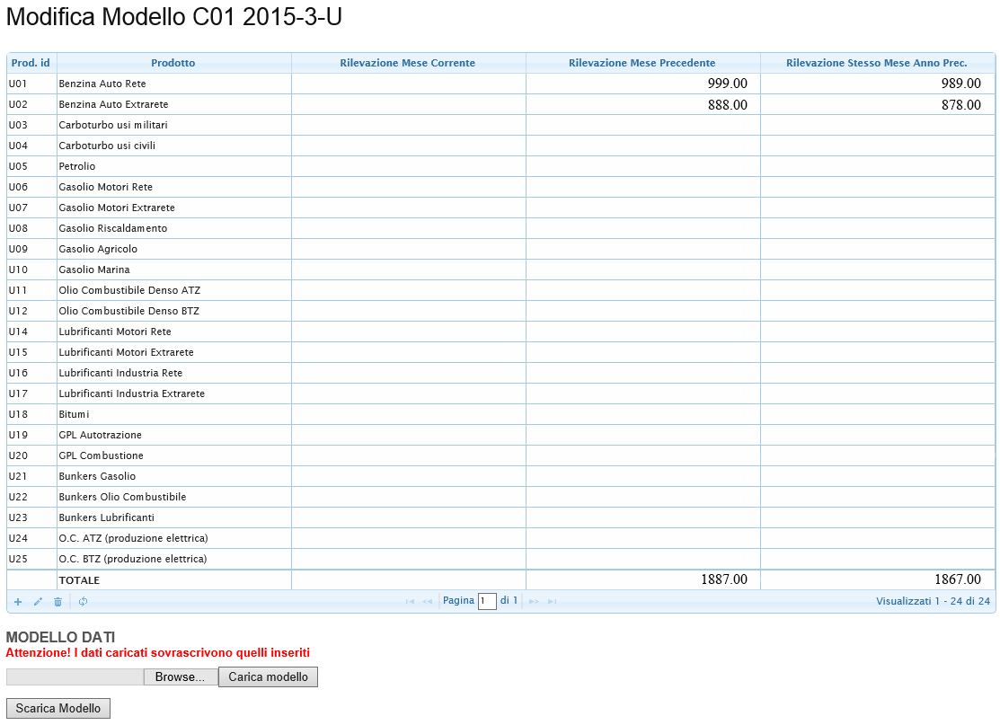 Modifica Modello C01 2015-3-U
Prod. id Prodotto Rilevazione Mese Corrente Rilevazione Mese Precedente Rilevazione Stesso Mese Anno Prec.
U01 Benzina Auto Rete 999.00 989.00
U02 Benzina Auto Extrarete 888.00 878.00
U03 Carboturbo usi militari
U04 Carboturbo usi civili
U05 Petrolio
U06 Gasolio Motori Rete
U07 Gasolio Motori Extrarete
U08 Gasolio Riscaldamento
U09 Gasolio Agricolo
U10 Gasolio Marina
U11 Olio Combustibile Denso ATZ
U12 Olio Combustibile Denso BTZ
U14 Lubrificanti Motori Rete
U15 Lubrificanti Motori Extrarete
U16 Lubrificanti Industria Rete
U17 Lubrificanti Industria Extrarete
U18 Bitumi
U19 GPL Autotrazione
U20 GPL Combustione
U21 Bunkers Gasolio
U22 Bunkers Olio Combustibile
U23 Bunkers Lubrificanti
U24 O.C. ATZ (produzione elettrica)
U25 O.C. BTZ (produzione elettrica)
TOTALE 1887.00 1867.00
Pagina 1 di 1 Visualizzati 1 - 24 di 24
MODELLO DATI
Attenzione! I dati caricati sovrascrivono quelli inseriti
Browse... Carica modello
Scarica Modello